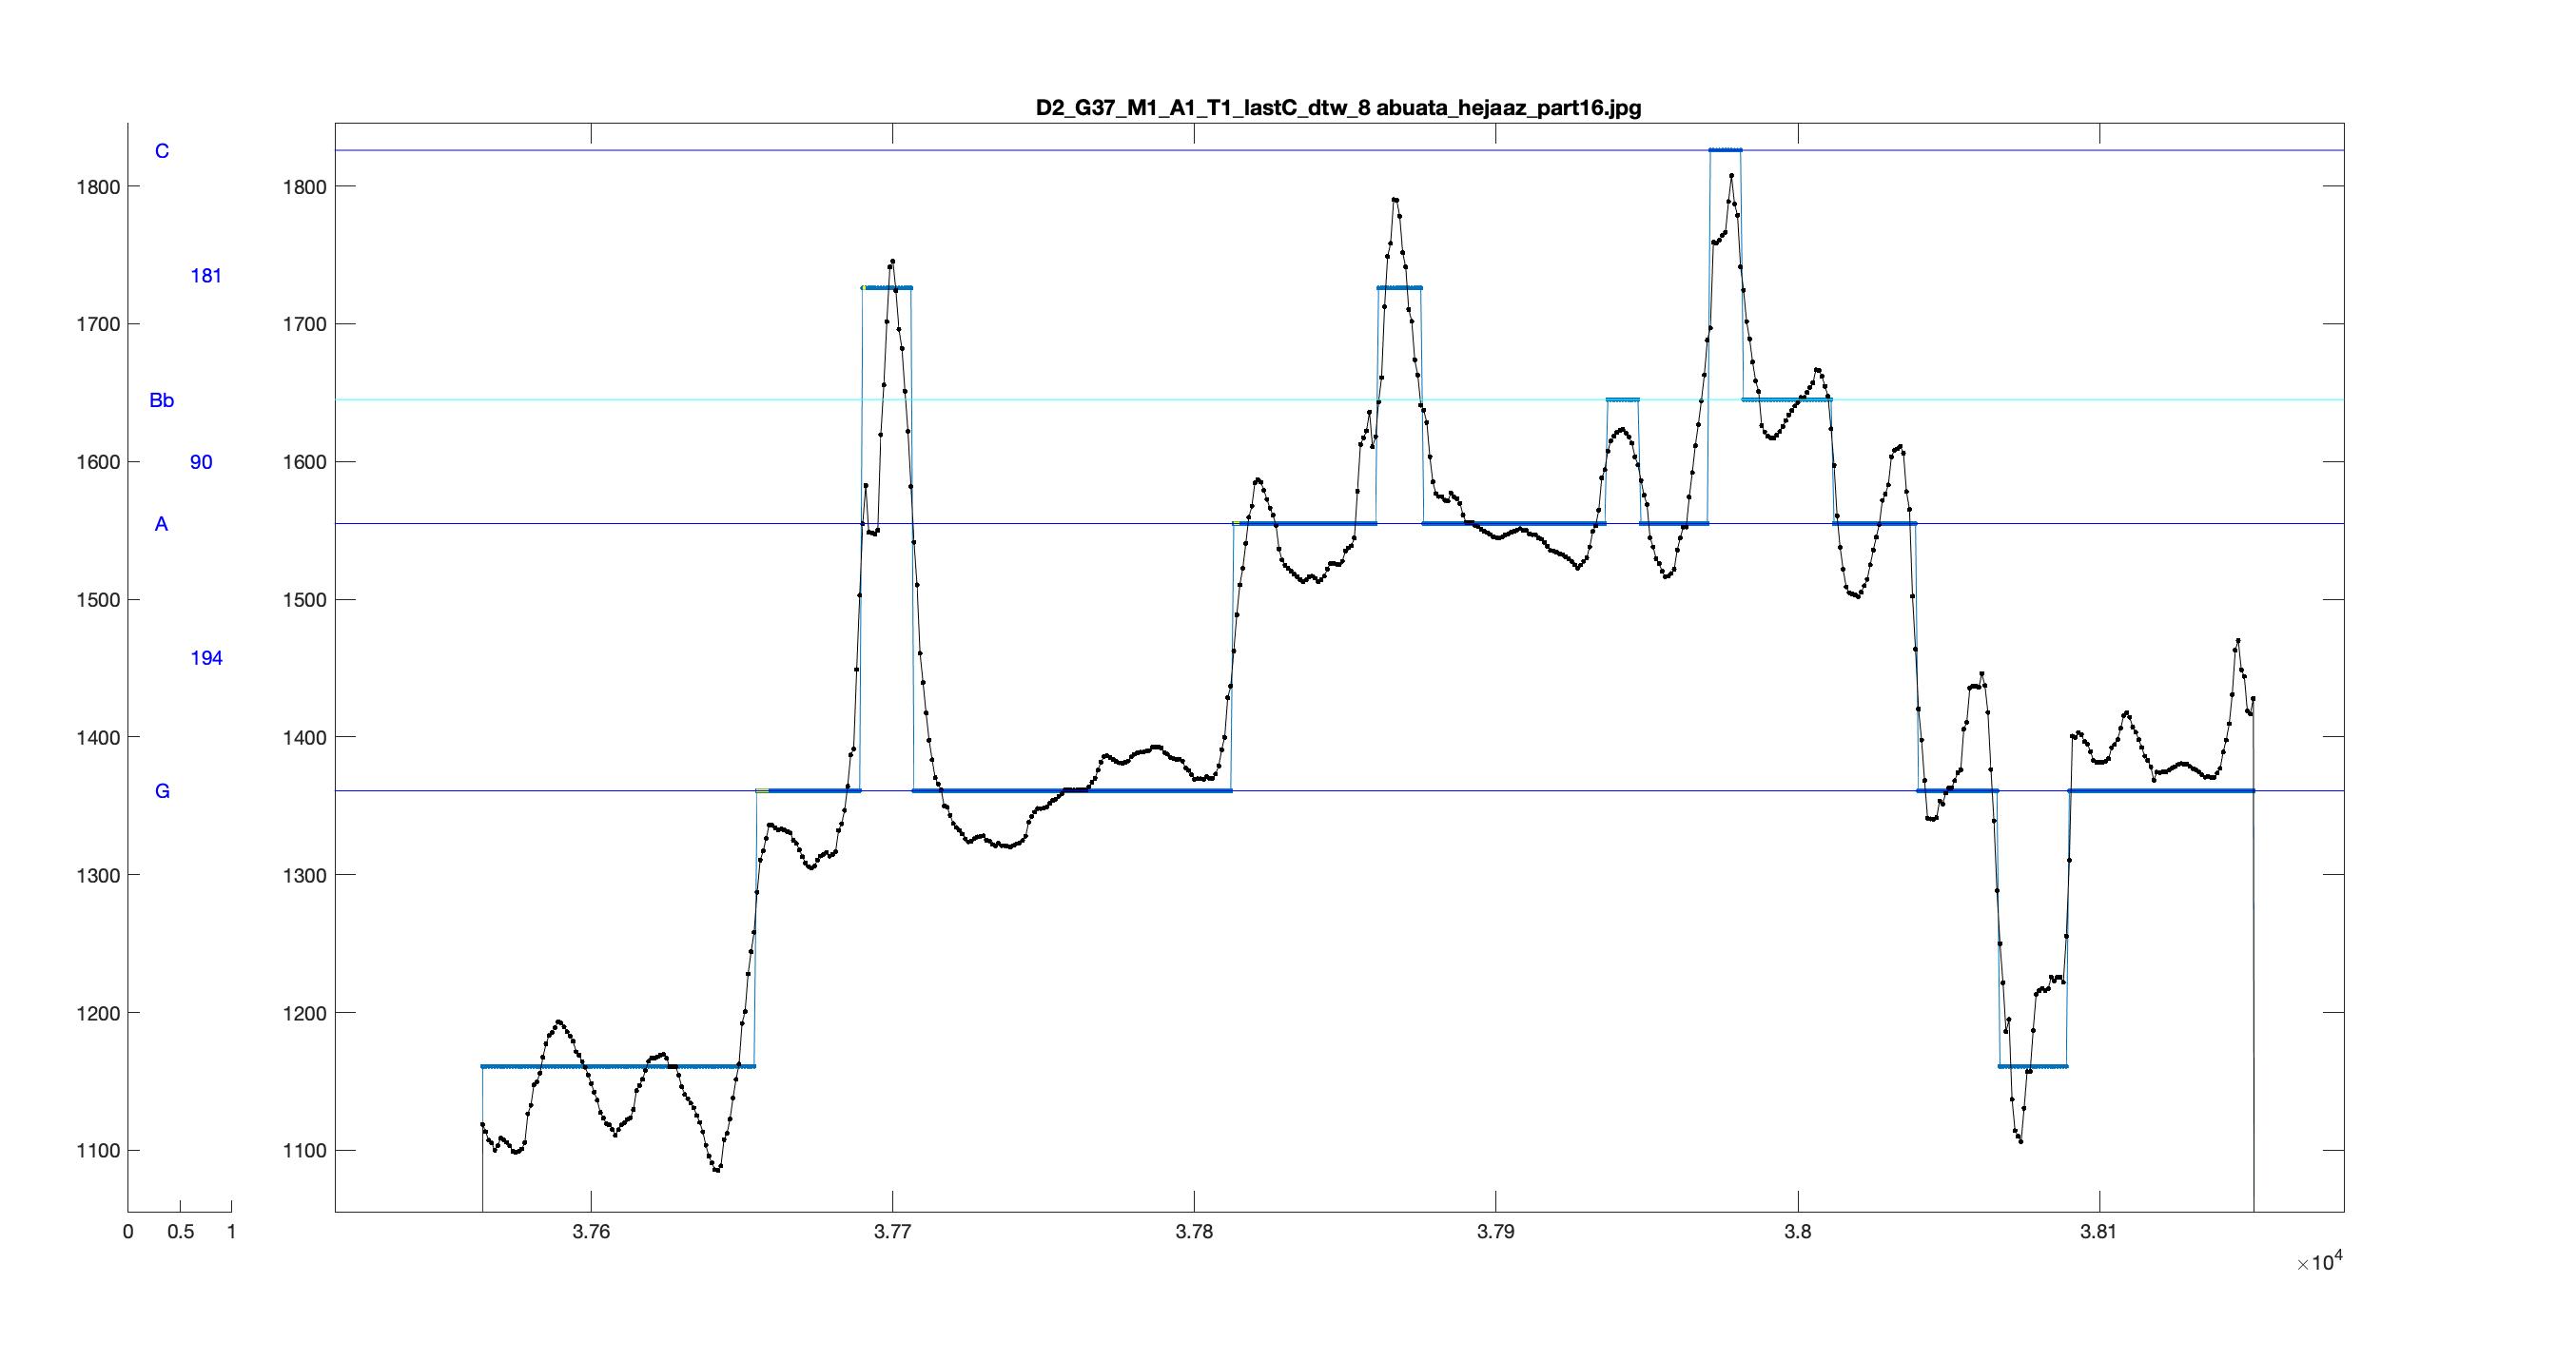 D2_G37_M1_A1_T1_lastC_dtw_8 abuata_hejaaz_part16.jpg
C
1800 1800
181
1700 1700
Bb
1600 90 1600
A
1500 1500
194
1400 1400
G
1300 1300
1200 1200
1100 1100
0 0.5 1 3.76 3.77 3.78 3.79 3.8 3.81
×10^4